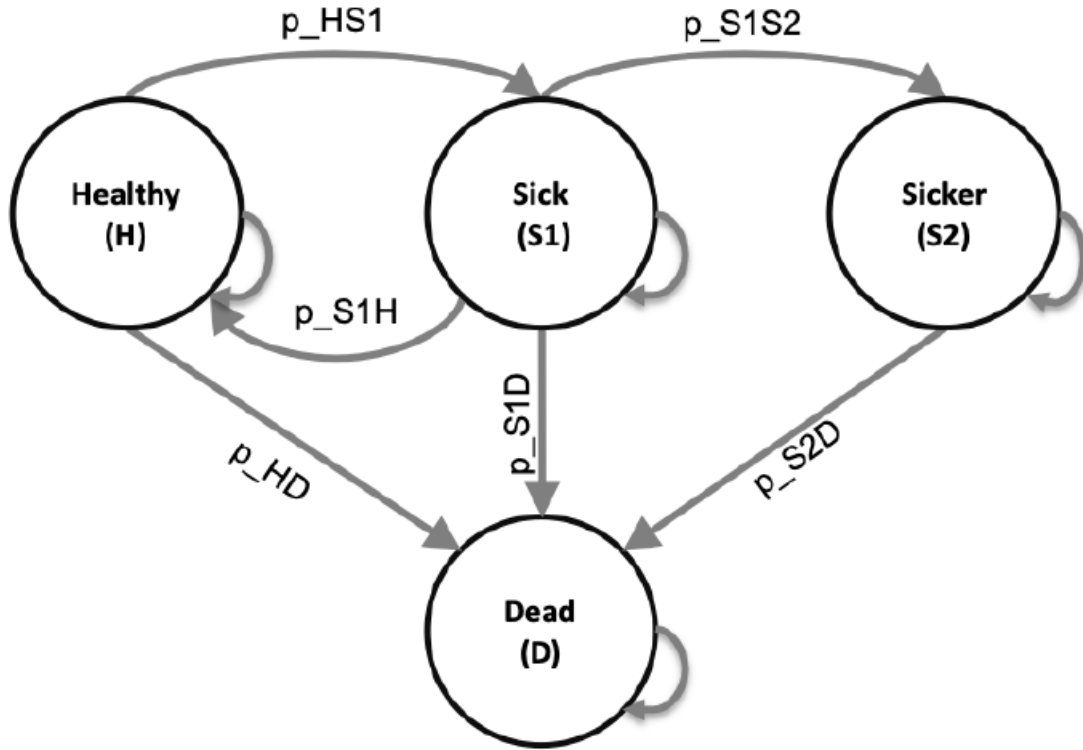 p_HS1
p_S1S2
Healthy
(H)
Sick
(S1)
Sicker
(S2)
p_S1H
p_HD
p_S1D
p_S2D
Dead
(D)